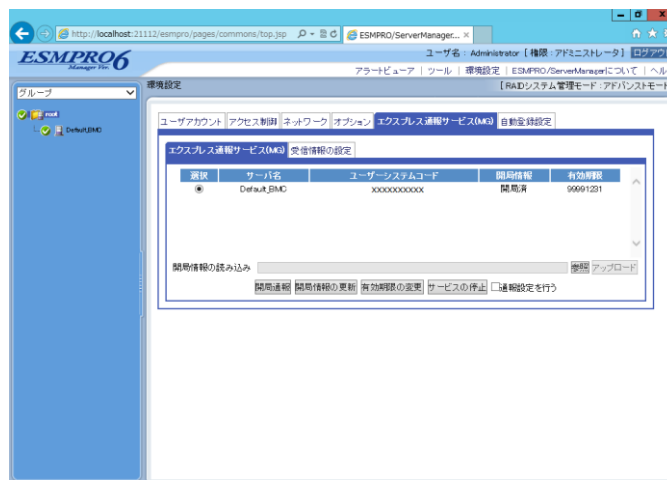 http://localhost:21112/esmpro/pages/commons/top.jsp
ESMPRO/ServerManager...
ESMPRO6
Manager Ver.
ユーザ名 : Administrator [ 権限 : アドミニストレータ ] ログアウ
アラートビューア | ツール | 環境設定 | ESMPRO/ServerManagerについて | ヘル
グループ
環境設定
[ RAIDシステム管理モード : アドバンストモー
root
Default_BMC
ユーザアカウント アクセス制御 ネットワーク オプション エクスプレス通報サービス(MG) 自動登録設定
エクスプレス通報サービス(MG) 受信情報の設定
選択 サーバ名 ユーザーシステムコード 開局情報 有効期限
Default_BMC xxxxxxxxxx 開局済 99991231
開局情報の読み込み 参照 アップロード
開局通報 開局情報の更新 有効期限の変更 サービスの停止 通報設定を行う